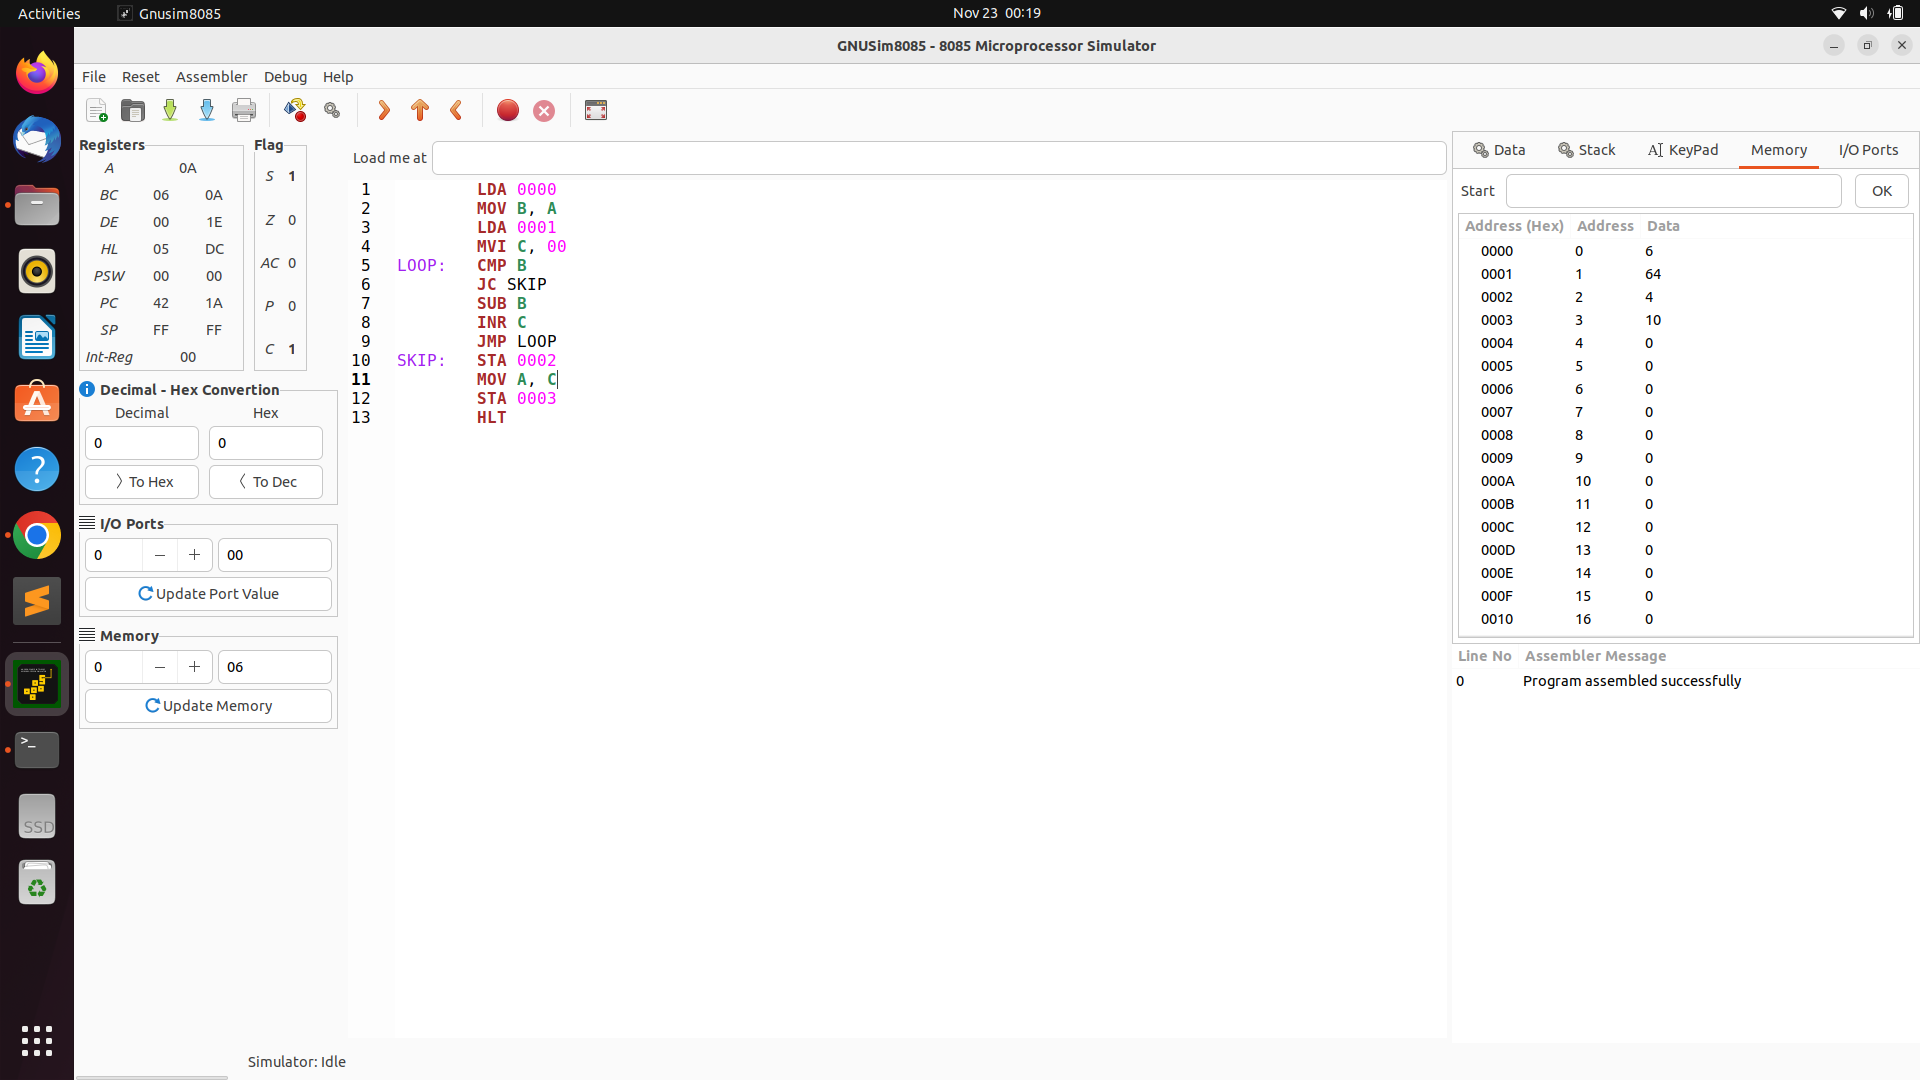 Activities
Gnusim8085
Nov 23 00:19
GNUSim8085 - 8085 Microprocessor Simulator
File Reset Assembler Debug Help
Registers
A 0A
BC 06 0A
DE 00 1E
HL 05 DC
PSW 00 00
PC 42 1A
SP FF FF
Int-Reg 00
Flag
S 1
Z 0
AC 0
P 0
C 1
Decimal - Hex Convertion
Decimal Hex
0 0
To Hex To Dec
I/O Ports
0 − + 00
Update Port Value
Memory
0 − + 06
Update Memory
Load me at
1 LDA 0000
2 MOV B, A
3 LDA 0001
4 MVI C, 00
5 LOOP: CMP B
6 JC SKIP
7 SUB B
8 INR C
9 JMP LOOP
10 SKIP: STA 0002
11 MOV A, C
12 STA 0003
13 HLT
Data Stack KeyPad Memory I/O Ports
Start OK
Address (Hex) Address Data
0000 0 6
0001 1 64
0002 2 4
0003 3 10
0004 4 0
0005 5 0
0006 6 0
0007 7 0
0008 8 0
0009 9 0
000A 10 0
000B 11 0
000C 12 0
000D 13 0
000E 14 0
000F 15 0
0010 16 0
Line No Assembler Message
0 Program assembled successfully
SSD
Simulator: Idle